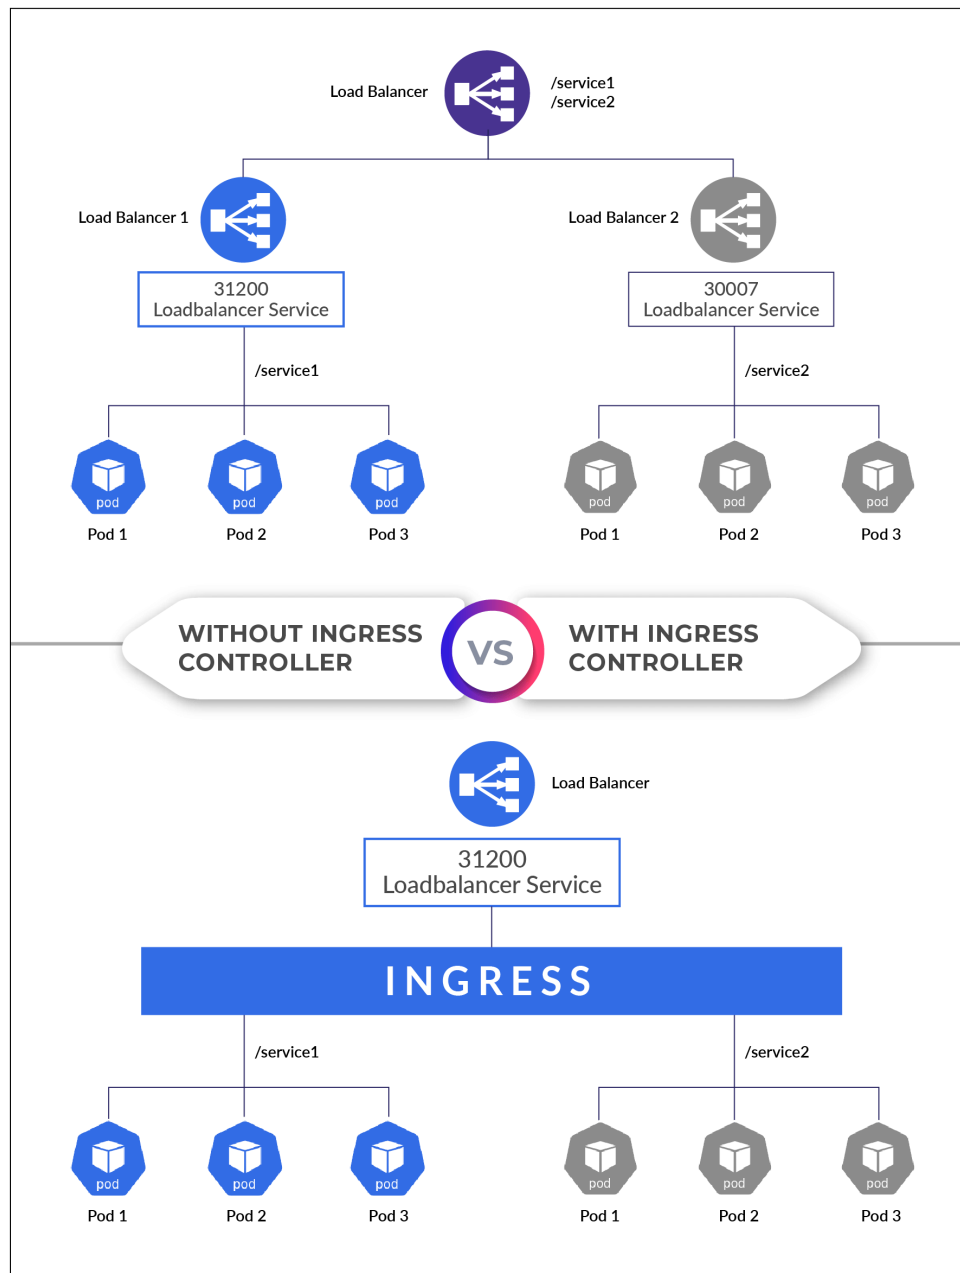 Load Balancer
/service1
/service2
Load Balancer 1
Load Balancer 2
31200
Loadbalancer Service
30007
Loadbalancer Service
/service1
/service2
pod
pod
pod
pod
pod
pod
Pod 1
Pod 2
Pod 3
Pod 1
Pod 2
Pod 3
WITHOUT INGRESS
CONTROLLER
VS
WITH INGRESS
CONTROLLER
Load Balancer
31200
Loadbalancer Service
INGRESS
/service1
/service2
pod
pod
pod
pod
pod
pod
Pod 1
Pod 2
Pod 3
Pod 1
Pod 2
Pod 3